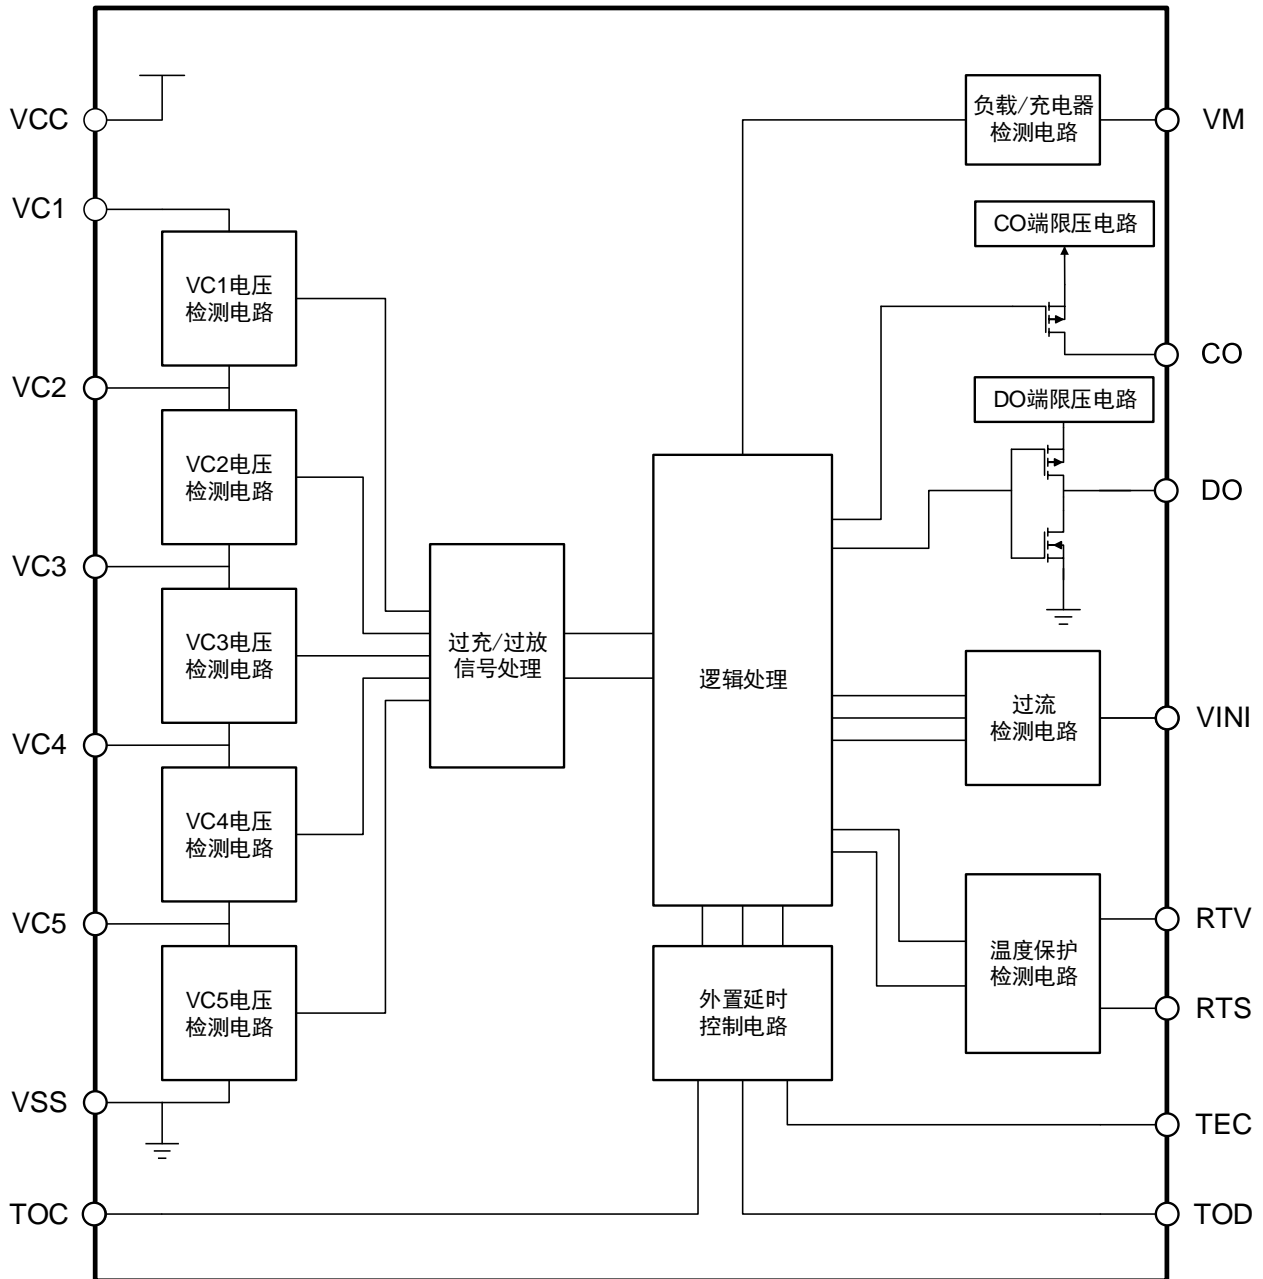 VCC
VC1
VC2
VC3
VC4
VC5
VSS
TOC
VC1电压
检测电路
VC2电压
检测电路
VC3电压
检测电路
VC4电压
检测电路
VC5电压
检测电路
过充/过放
信号处理
逻辑处理
外置延时
控制电路
负载/充电器
检测电路
CO端限压电路
DO端限压电路
过流
检测电路
温度保护
检测电路
VM
CO
DO
VINI
RTV
RTS
TEC
TOD